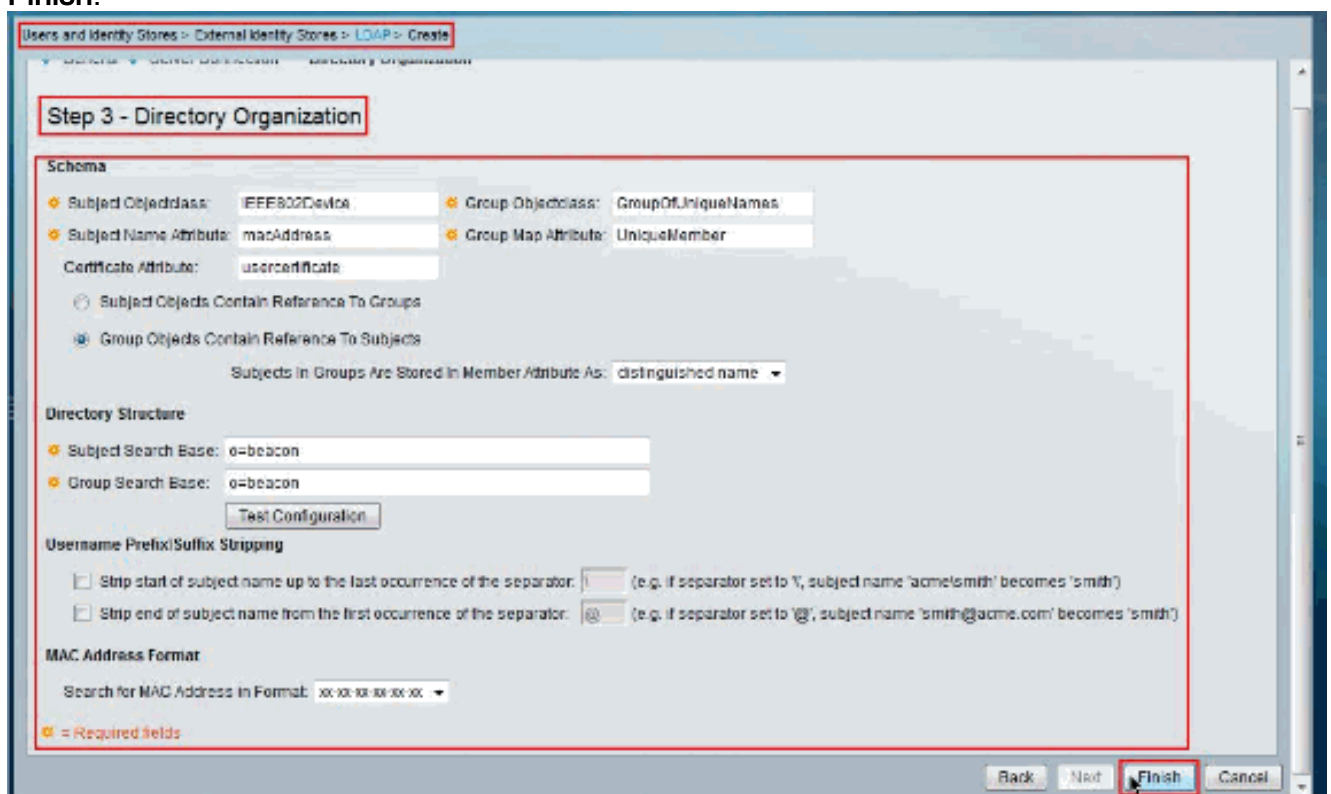 Finish.
Users and Identity Stores > External Identity Stores > LDAP > Create
General Server Connection Directory Organization
Step 3 - Directory Organization
Schema
Subject Objectclass: IEEE802Device Group Objectclass: GroupOfUniqueNames
Subject Name Attribute: macAddress Group Map Attribute: UniqueMember
Certificate Attribute: usercertificate
Subject Objects Contain Reference To Groups
Group Objects Contain Reference To Subjects
Subjects In Groups Are Stored In Member Attribute As: distinguished name
Directory Structure
Subject Search Base: o=beacon
Group Search Base: o=beacon
Test Configuration
Username Prefix\Suffix Stripping
Strip start of subject name up to the last occurrence of the separator: \ (e.g. if separator set to '\', subject name 'acme\smith' becomes 'smith')
Strip end of subject name from the first occurrence of the separator: @ (e.g. if separator set to '@', subject name 'smith@acme.com' becomes 'smith')
MAC Address Format
Search for MAC Address in Format: xx-xx-xx-xx-xx-xx
= Required fields
Back Next Finish Cancel